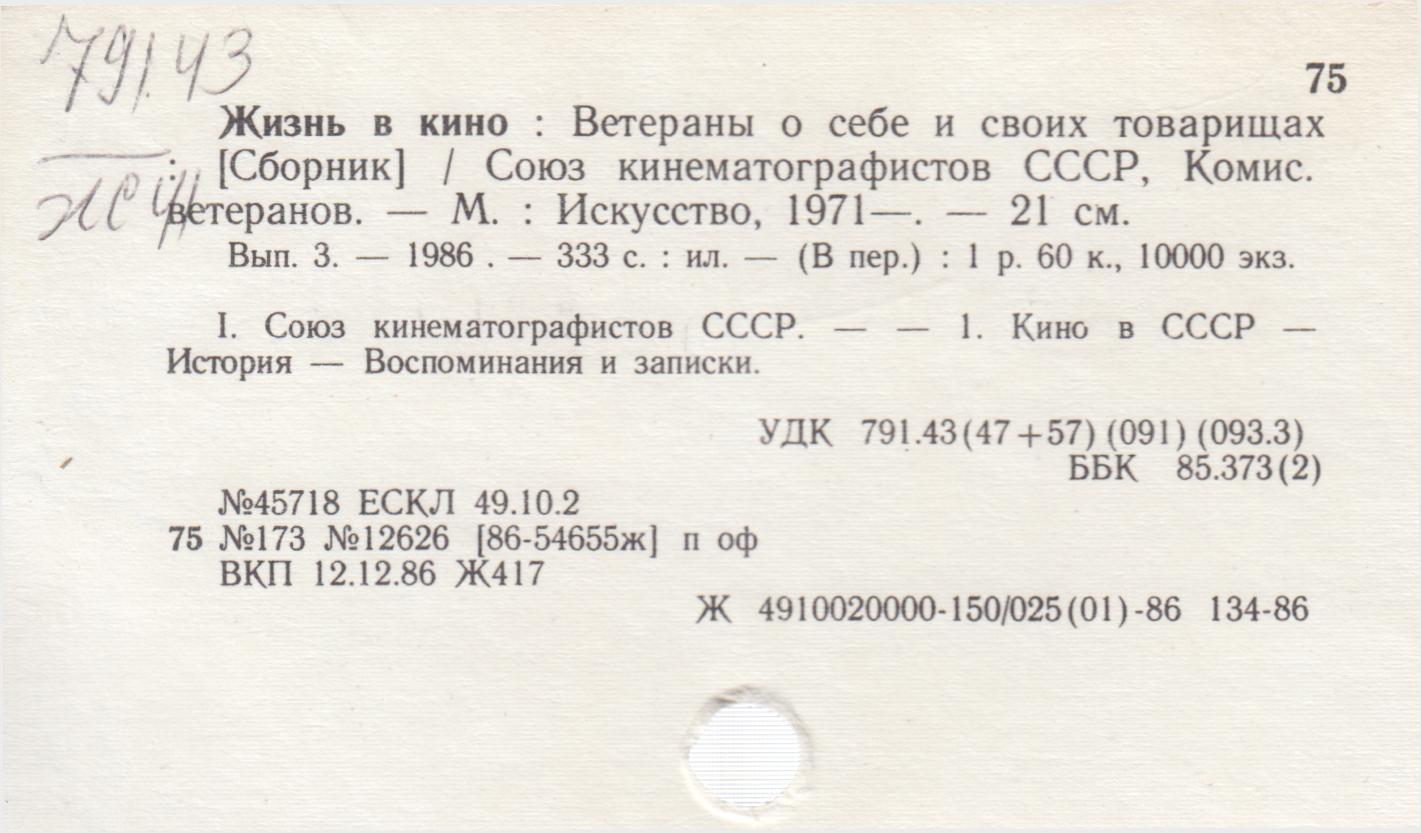 791.43
75
Жизнь в кино : Ветераны о себе и своих товарищах
: [Сборник] / Союз кинематографистов СССР, Комис.
ветеранов. — М. : Искусство, 1971—. — 21 см.
Вып. 3. — 1986 . — 333 с. : ил. — (В пер.) : 1 р. 60 к., 10000 экз.
I. Союз кинематографистов СССР. — — 1. Кино в СССР —
История — Воспоминания и записки.
УДК 791.43(47+57) (091) (093.3)
ББК 85.373(2)
№45718 ЕСКЛ 49.10.2
75 №173 №12626 [86-54655ж] п оф
ВКП 12.12.86 Ж417
Ж 4910020000-150/025(01)-86 134-86